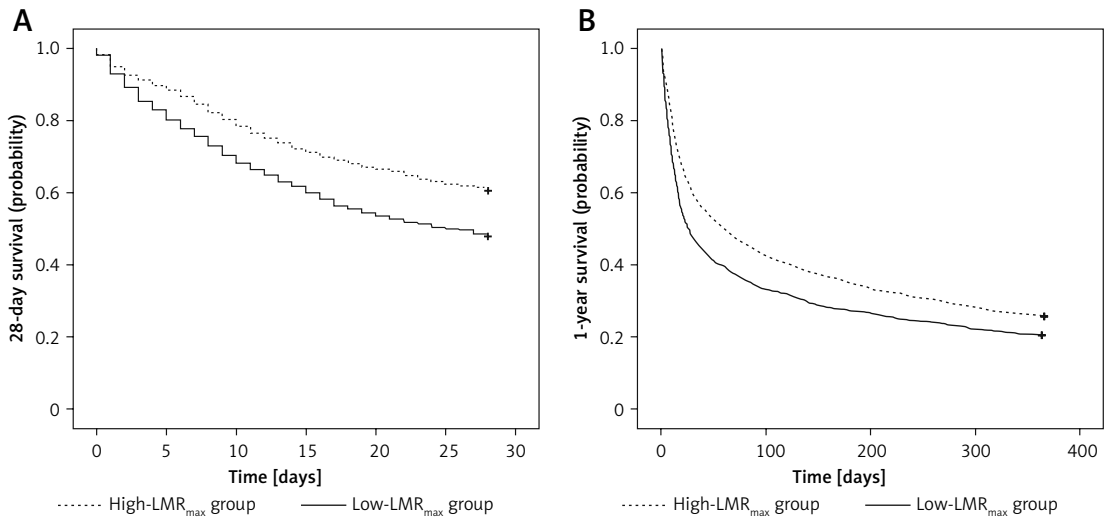 A
28-day survival (probability)
1.0
0.8
0.6
0.4
0.2
0
0 5 10 15 20 25 30
Time [days]
High-LMRmax group Low-LMRmax group
B
1-year survival (probability)
1.0
0.8
0.6
0.4
0.2
0
0 100 200 300 400
Time [days]
High-LMRmax group Low-LMRmax group